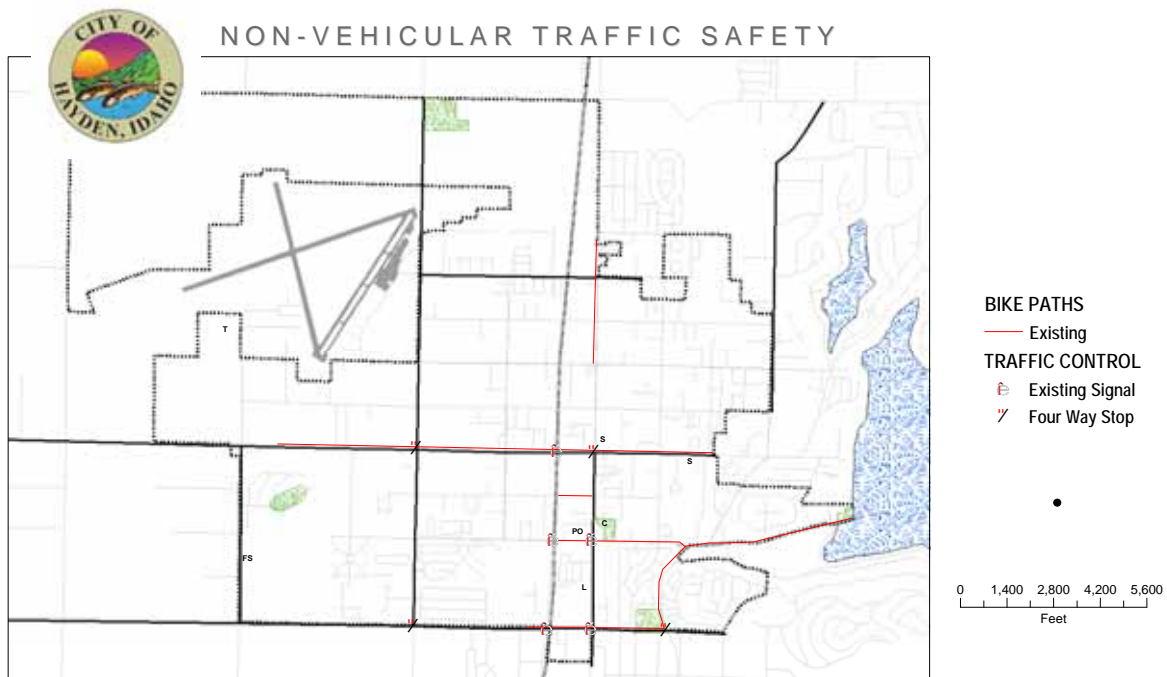 CITY OF
HAYDEN, IDAHO
NON-VEHICULAR TRAFFIC SAFETY
T
S
S
PO
C
FS
L
BIKE PATHS
Existing
TRAFFIC CONTROL
Existing Signal
Four Way Stop
0 1,400 2,800 4,200 5,600
Feet